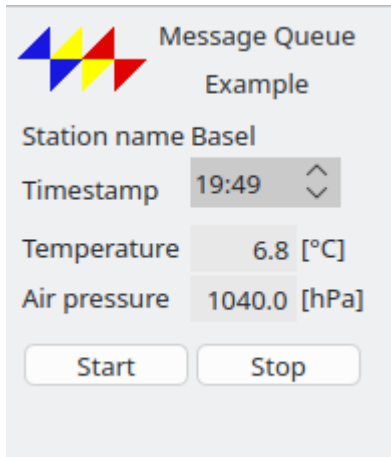 Message Queue
Example
Station name Basel
Timestamp 19:49
Temperature 6.8 [°C]
Air pressure 1040.0 [hPa]
Start Stop